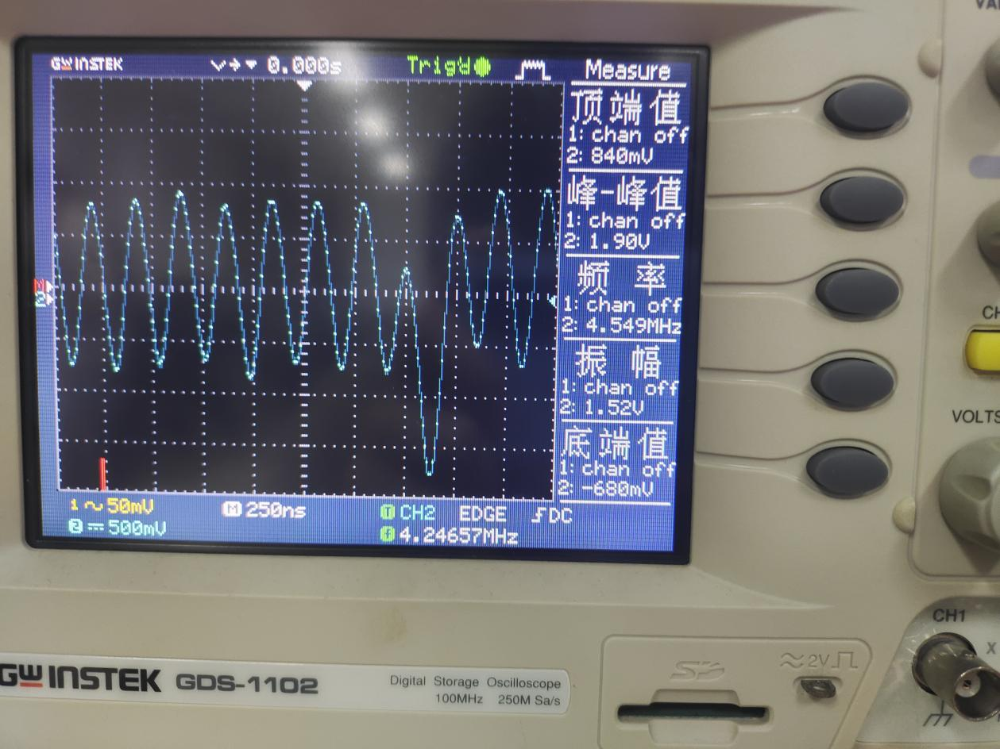 GW INSTEK 0.000s Trig'd Measure
顶端值
1: chan off
2: 840mV
峰-峰值
1: chan off
2: 1.90V
频 率
1: chan off
2: 4.549MHz
振 幅
1: chan off
2: 1.52V
底端值
1: chan off
2: -680mV
1 50mV M 250ns T CH2 EDGE DC
2 500mV f 4.24657MHz
GW INSTEK GDS-1102 Digital Storage Oscilloscope
100MHz 250M Sa/s
SD
2V
CH1
X
VOLTS